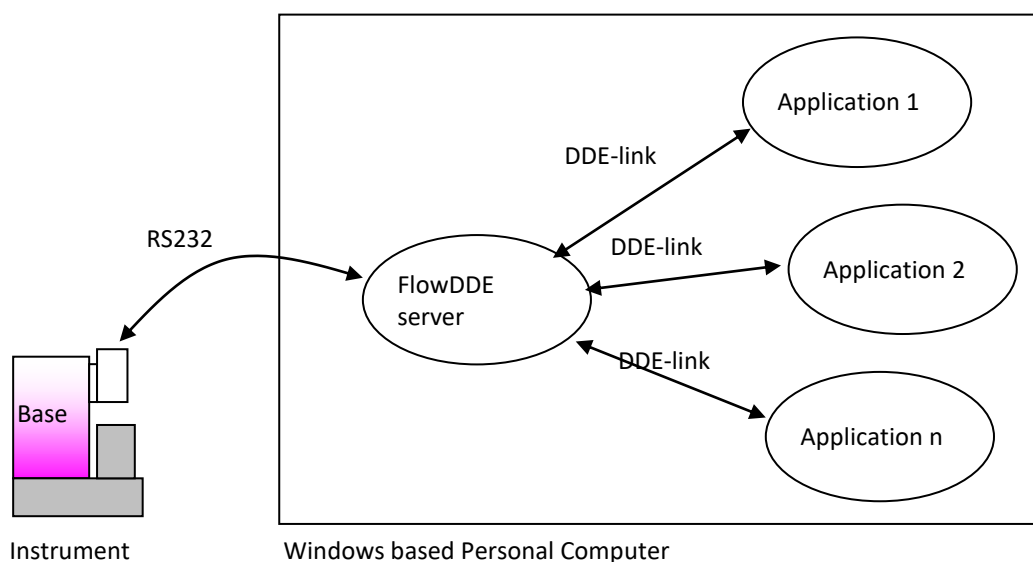 Application 1
DDE-link
RS232
DDE-link
FlowDDE
server
Application 2
DDE-link
Base
Application n
Instrument
Windows based Personal Computer